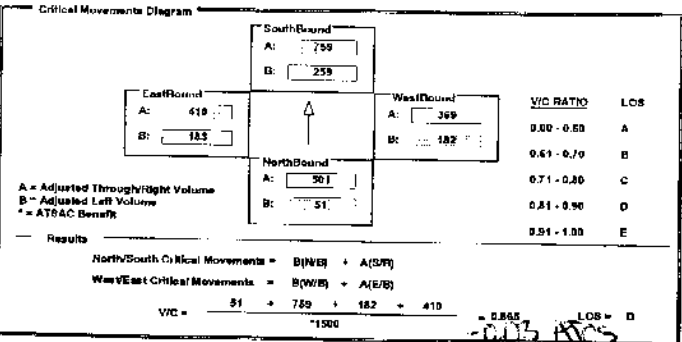 Critical Movements Diagram
SouthBound
A: 759
B: 259
EastBound
A: 410
B: 183
WestBound
A: 369
B: 182
NorthBound
A: 501
B: 51
V/C RATIO LOS
0.00 - 0.60 A
0.61 - 0.70 B
0.71 - 0.80 C
0.81 - 0.90 D
0.91 - 1.00 E
A = Adjusted Through/Right Volume
B = Adjusted Left Volume
* = ATSAC Benefit
Results
North/South Critical Movements = B(N/B) + A(S/B)
West/East Critical Movements = B(W/B) + A(E/B)
V/C = 51 + 759 + 182 + 410
*1500
= 0.865 LOS = D
-0.03 ATCS